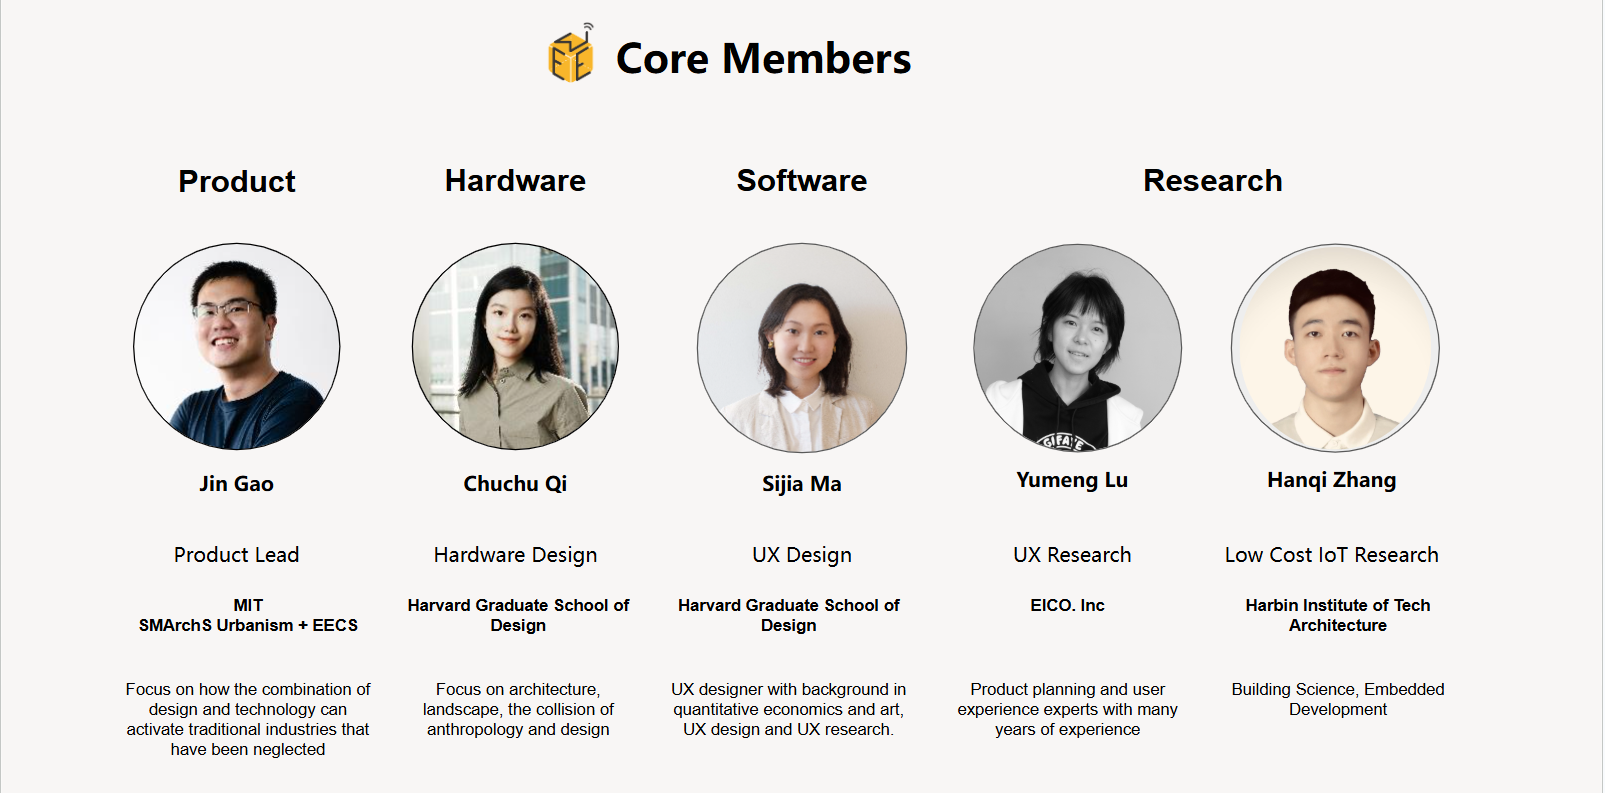 Core Members
Product
Hardware
Software
Research
GIFAYE
Jin Gao
Chuchu Qi
Sijia Ma
Yumeng Lu
Hanqi Zhang
Product Lead
Hardware Design
UX Design
UX Research
Low Cost IoT Research
MIT
SMArchS Urbanism + EECS
Harvard Graduate School of
Design
Harvard Graduate School of
Design
EICO. Inc
Harbin Institute of Tech
Architecture
Focus on how the combination of
design and technology can
activate traditional industries that
have been neglected
Focus on architecture,
landscape, the collision of
anthropology and design
UX designer with background in
quantitative economics and art,
UX design and UX research.
Product planning and user
experience experts with many
years of experience
Building Science, Embedded
Development